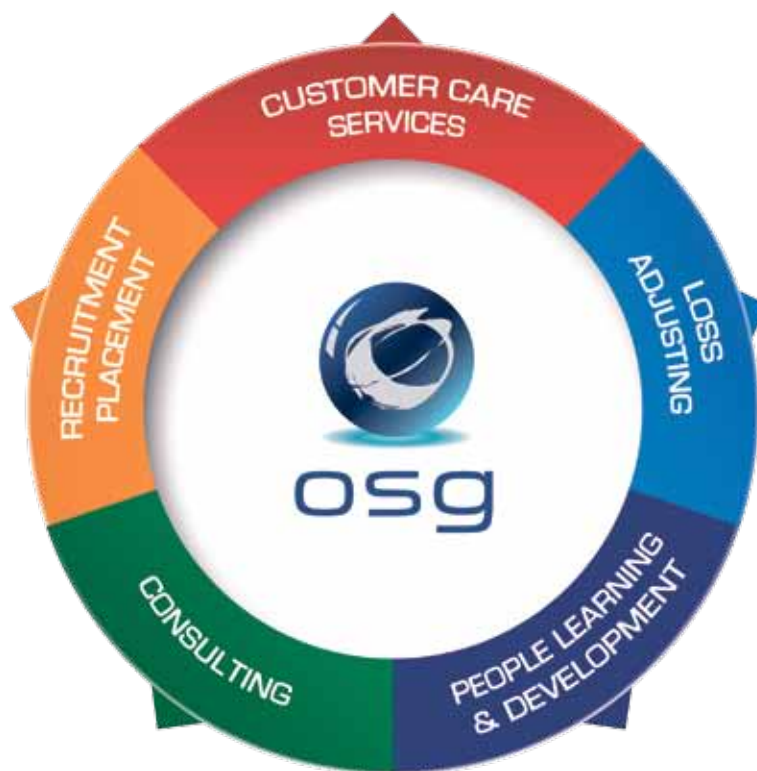 CUSTOMER CARE
SERVICES
LOSS
ADJUSTING
PEOPLE LEARNING
& DEVELOPMENT
CONSULTING
RECRUITMENT
PLACEMENT
osg